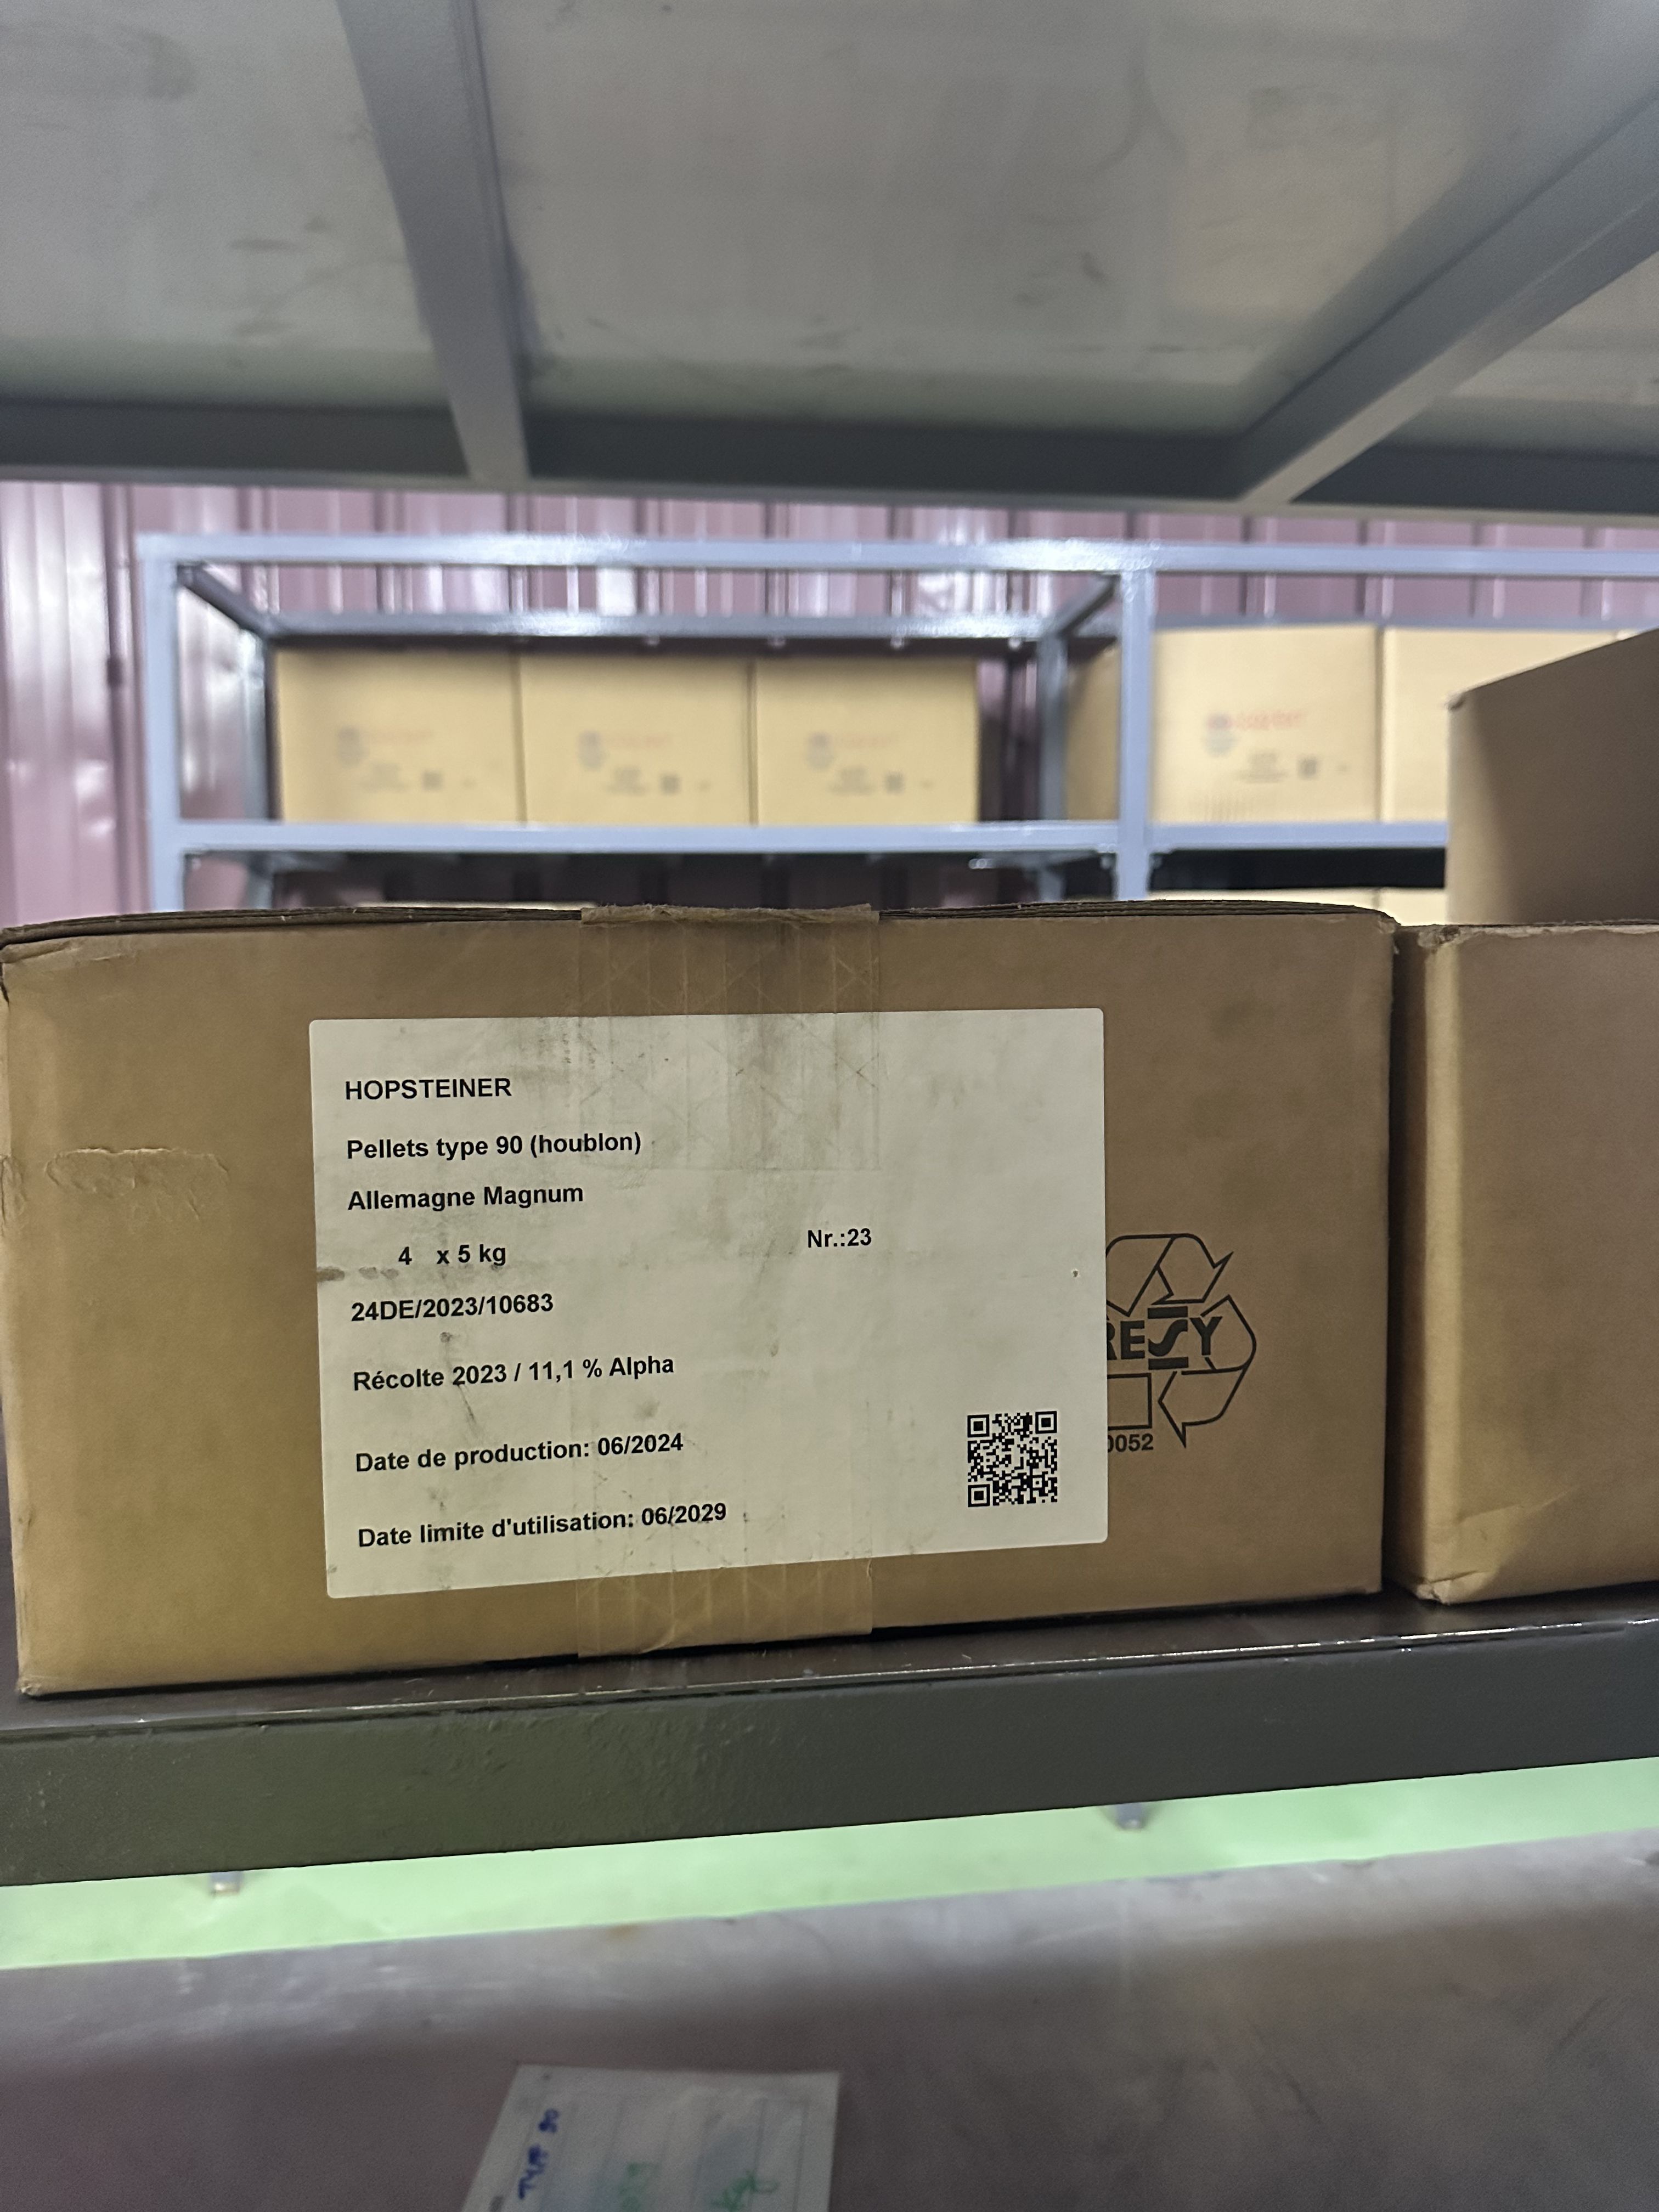 HOPSTEINER
Pellets type 90 (houblon)
Allemagne Magnum
4 x 5 kg
Nr.:23
24DE/2023/10683
Récolte 2023 / 11,1 % Alpha
Date de production: 06/2024
Date limite d'utilisation: 06/2029
RESY
0052